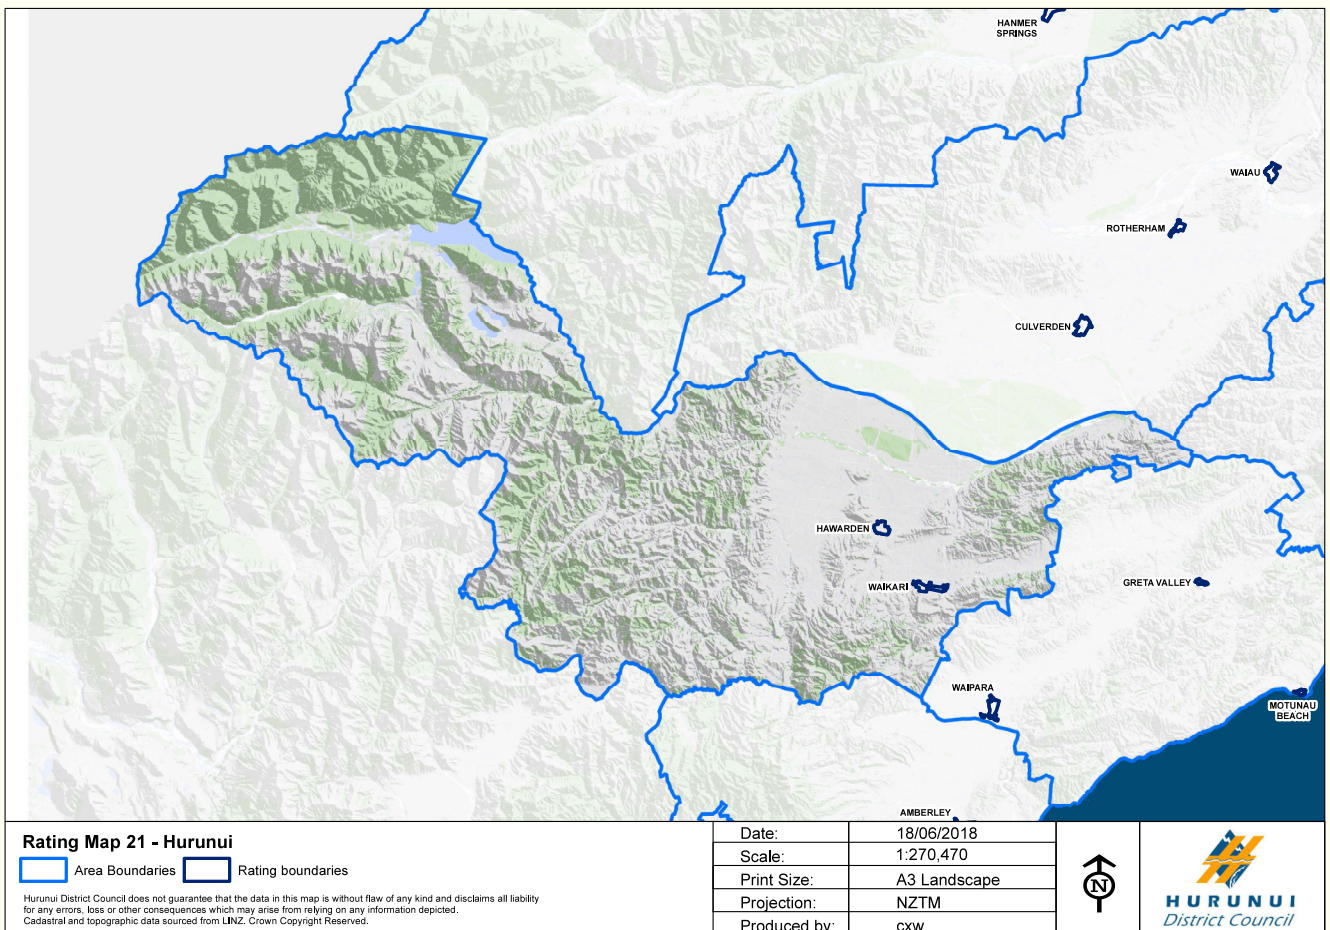 HANMER
SPRINGS
WAIAU
ROTHERHAM
CULVERDEN
HAWARDEN
WAIKARI
GRETA VALLEY
WAIPARA
MOTUNAU
BEACH
AMBERLEY
Rating Map 21 - Hurunui
Area Boundaries
Rating boundaries
Hurunui District Council does not guarantee that the data in this map is without flaw of any kind and disclaims all liability
for any errors, loss or other consequences which may arise from relying on any information depicted.
Cadastral and topographic data sourced from LINZ. Crown Copyright Reserved.
Date: 18/06/2018
Scale: 1:270,470
Print Size: A3 Landscape
Projection: NZTM
Produced by: cxw
N
HURUNUI
District Council